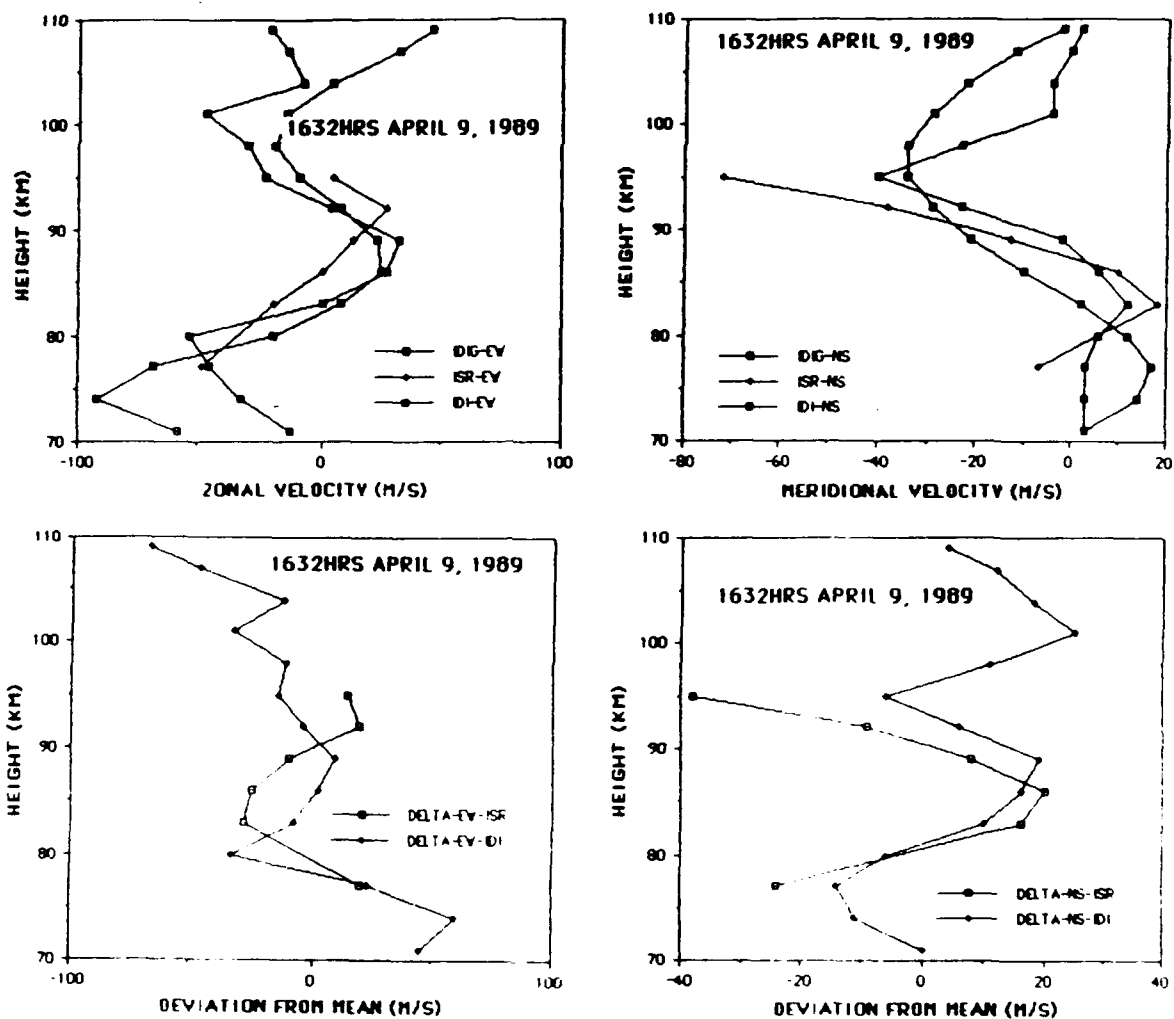 110
100
90
80
70
HEIGHT (KM)
1632HRS APRIL 9, 1989
IDIG-EW
ISR-EW
IDI-EW
-100
0
100
ZONAL VELOCITY (M/S)
110
100
90
80
70
HEIGHT (KM)
1632HRS APRIL 9, 1989
IDIG-NS
ISR-NS
IDI-NS
-80
-60
-40
-20
0
20
MERIDIONAL VELOCITY (M/S)
110
100
90
80
70
HEIGHT (KM)
1632HRS APRIL 9, 1989
DELTA-EW-ISR
DELTA-EW-IDI
-100
0
100
DEVIATION FROM MEAN (M/S)
110
100
90
80
70
HEIGHT (KM)
1632HRS APRIL 9, 1989
DELTA-NS-ISR
DELTA-NS-IDI
-40
-20
0
20
40
DEVIATION FROM MEAN (M/S)